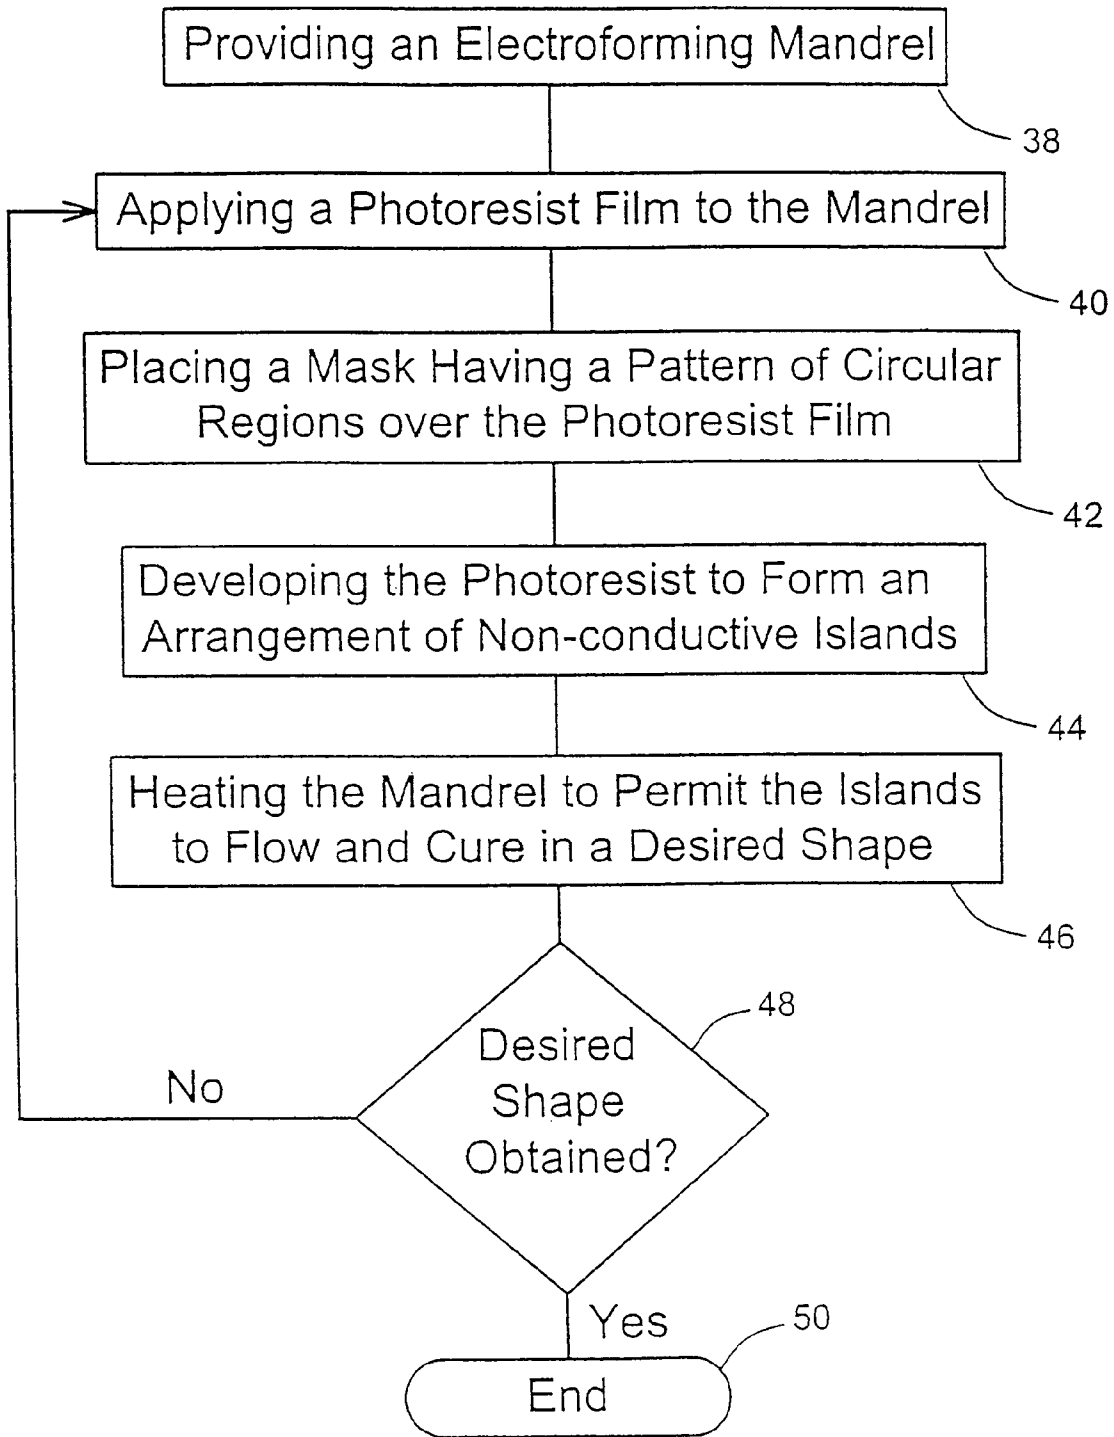 Providing an Electroforming Mandrel
38
Applying a Photoresist Film to the Mandrel
40
Placing a Mask Having a Pattern of Circular
Regions over the Photoresist Film
42
Developing the Photoresist to Form an
Arrangement of Non-conductive Islands
44
Heating the Mandrel to Permit the Islands
to Flow and Cure in a Desired Shape
46
48
Desired
Shape
Obtained?
No
Yes
50
End